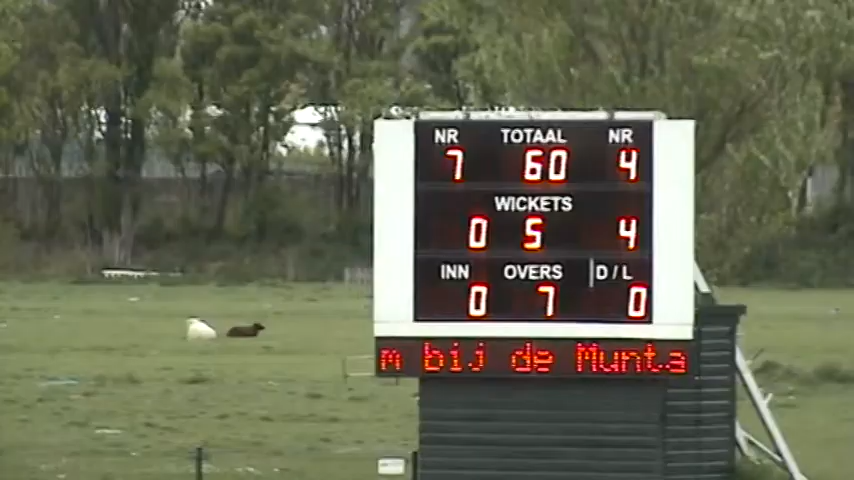 NR TOTAAL NR
7 60 4
WICKETS
0 5 4
INN OVERS D/L
0 7 0
m bij de Munta